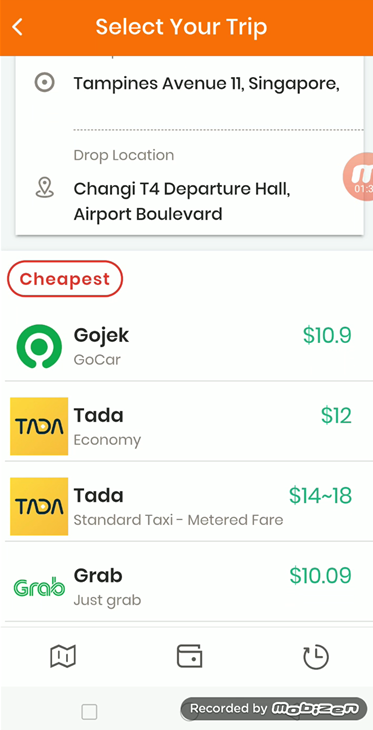 Select Your Trip
Tampines Avenue 11, Singapore,
Drop Location
Changi T4 Departure Hall,
Airport Boulevard
01:3
Cheapest
Gojek
$10.9
GoCar
TADA
Tada
$12
Economy
TADA
Tada
$14~18
Standard Taxi - Metered Fare
Grab
Grab
$10.09
Just grab
Recorded by Mobizen